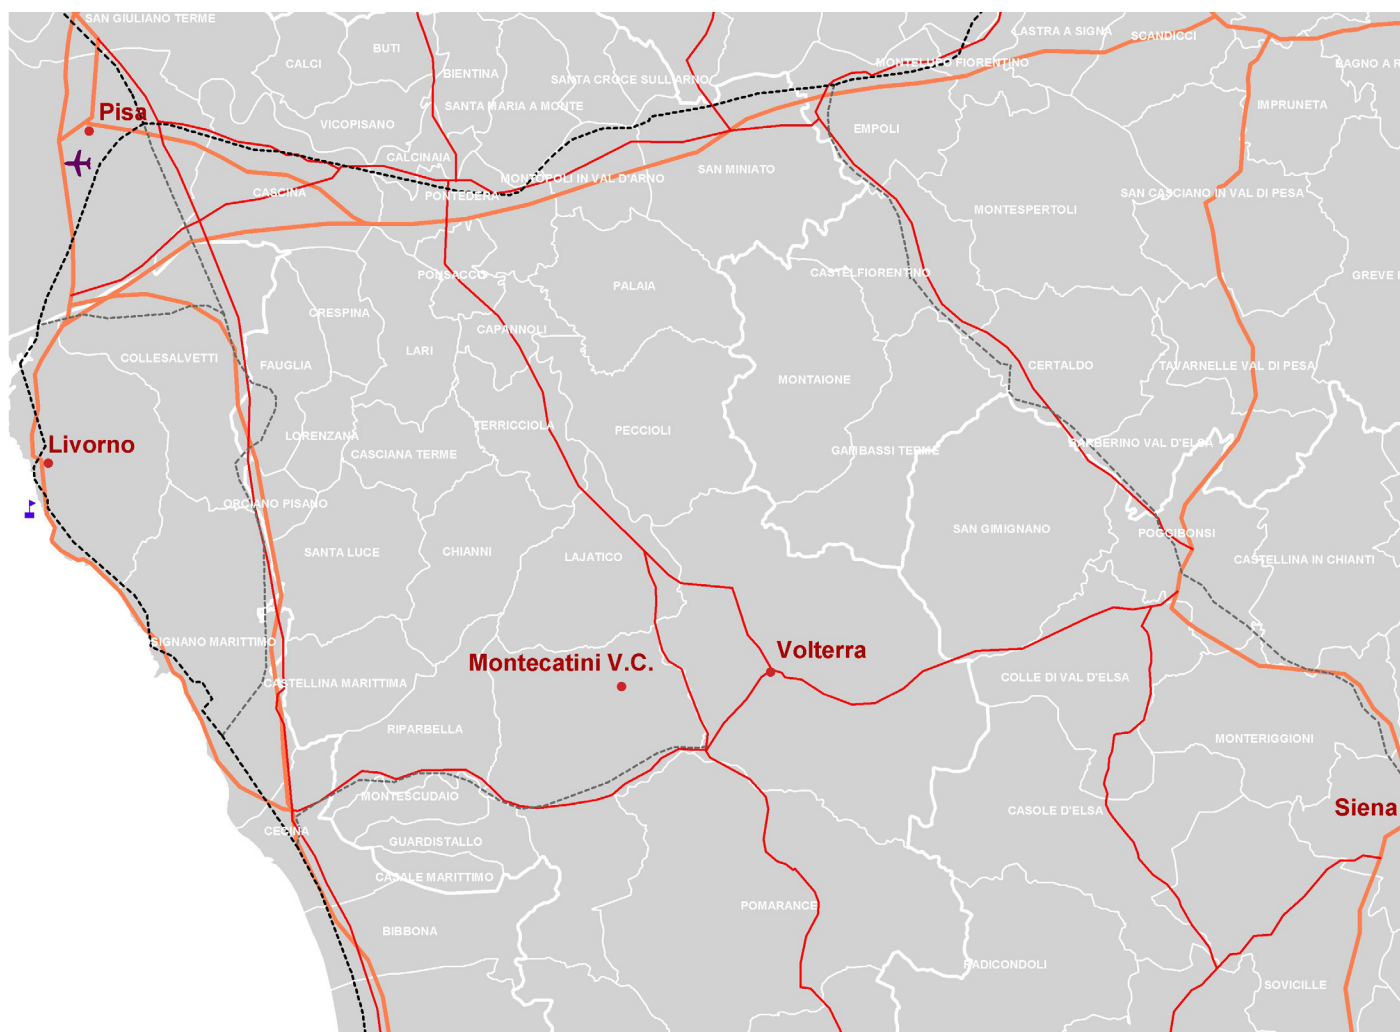 SAN GIULIANO TERME
LASTRA A SIGNA
SCANDICCI
BUTI
CALCI
BIENTINA
MONTELUPO FIORENTINO
BAGNO A R
SANTA CROCE SULL'ARNO
SANTA MARIA A MONTE
IMPRUNETA
Pisa
VICOPISANO
EMPOLI
CALCINAIA
SAN MINIATO
MONTOPOLI IN VAL D'ARNO
CASCINA
PONTEDERA
SAN CASCIANO IN VAL DI PESA
MONTESPERTOLI
PONSACCO
CASTELFIORENTINO
GREVE I
PALAIA
CRESPINA
CAPANNOLI
LARI
COLLESALVETTI
FAUGLIA
CERTALDO
TAVARNELLE VAL DI PESA
MONTAIONE
TERRICCIOLA
PECCIOLI
LORENZANA
BARBERINO VAL D'ELSA
Livorno
CASCIANA TERME
GAMBASSI TERME
ORCIANO PISANO
SAN GIMIGNANO
POGGIBONSI
SANTA LUCE
CHIANNI
LAJATICO
CASTELLINA IN CHIANTI
SIGNANO MARITTIMO
Volterra
Montecatini V.C.
COLLE DI VAL D'ELSA
CASTELLINA MARITTIMA
RIPARBELLA
MONTERIGGIONI
MONTESCUDAIO
CASOLE D'ELSA
Siena
CECINA
GUARDISTALLO
CASALE MARITTIMO
POMARANCE
BIBBONA
RADICONDOLI
SOVICILLE